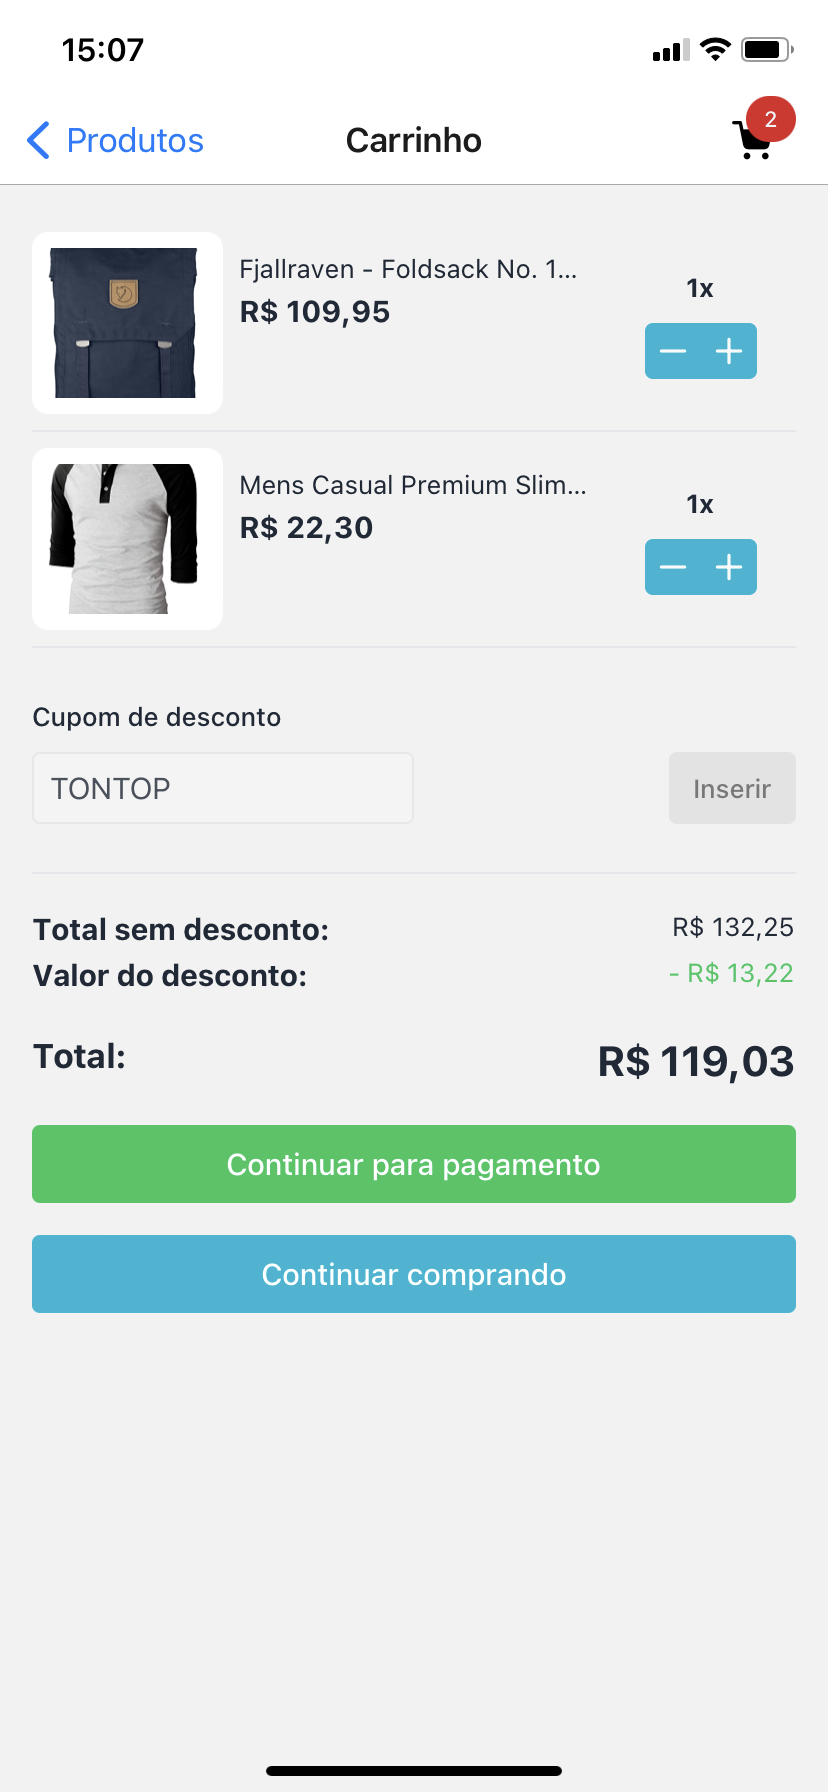 15:07
Produtos
Carrinho
2
Fjallraven - Foldsack No. 1...
R$ 109,95
1x
Mens Casual Premium Slim...
R$ 22,30
1x
Cupom de desconto
TONTOP
Inserir
Total sem desconto:
R$ 132,25
Valor do desconto:
- R$ 13,22
Total:
R$ 119,03
Continuar para pagamento
Continuar comprando